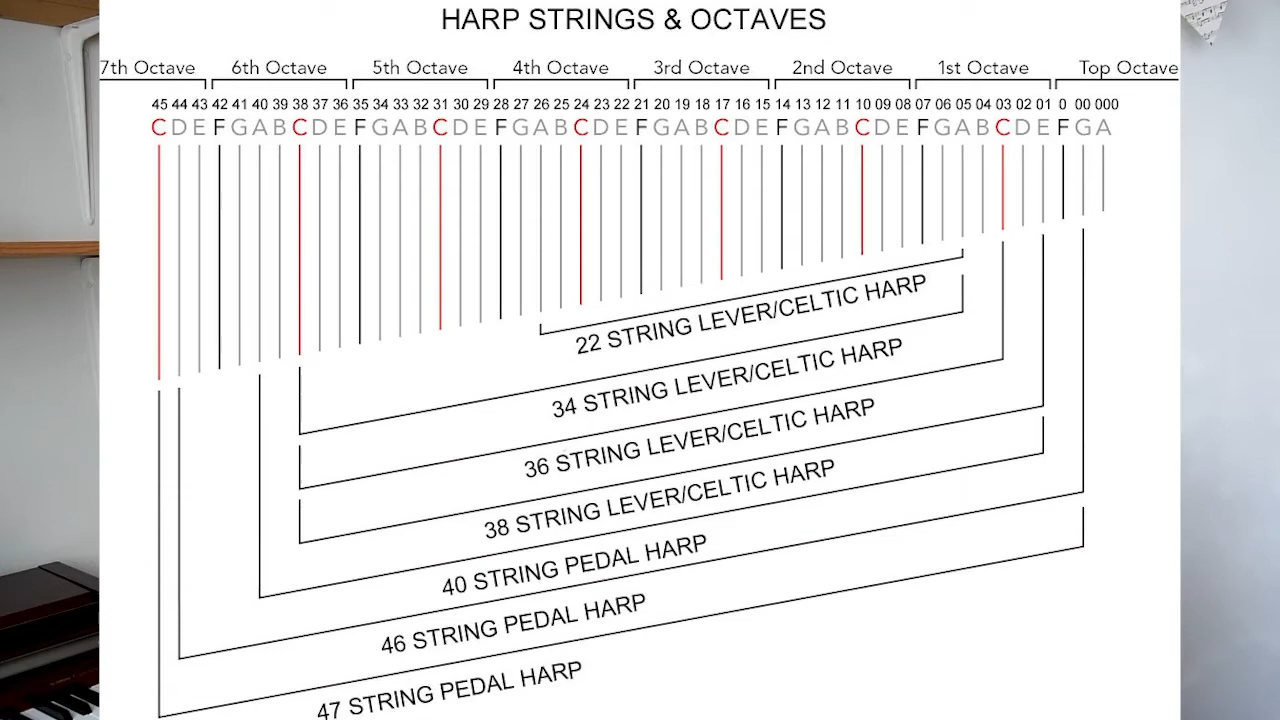 HARP STRINGS & OCTAVES
7th Octave 6th Octave 5th Octave 4th Octave 3rd Octave 2nd Octave 1st Octave Top Octave
45 44 43 42 41 40 39 38 37 36 35 34 33 32 31 30 29 28 27 26 25 24 23 22 21 20 19 18 17 16 15 14 13 12 11 10 09 08 07 06 05 04 03 02 01 0 00 000
C D E F G A B C D E F G A B C D E F G A B C D E F G A B C D E F G A B C D E F G A B C D E F G A
22 STRING LEVER/CELTIC HARP
34 STRING LEVER/CELTIC HARP
36 STRING LEVER/CELTIC HARP
38 STRING LEVER/CELTIC HARP
40 STRING PEDAL HARP
46 STRING PEDAL HARP
47 STRING PEDAL HARP